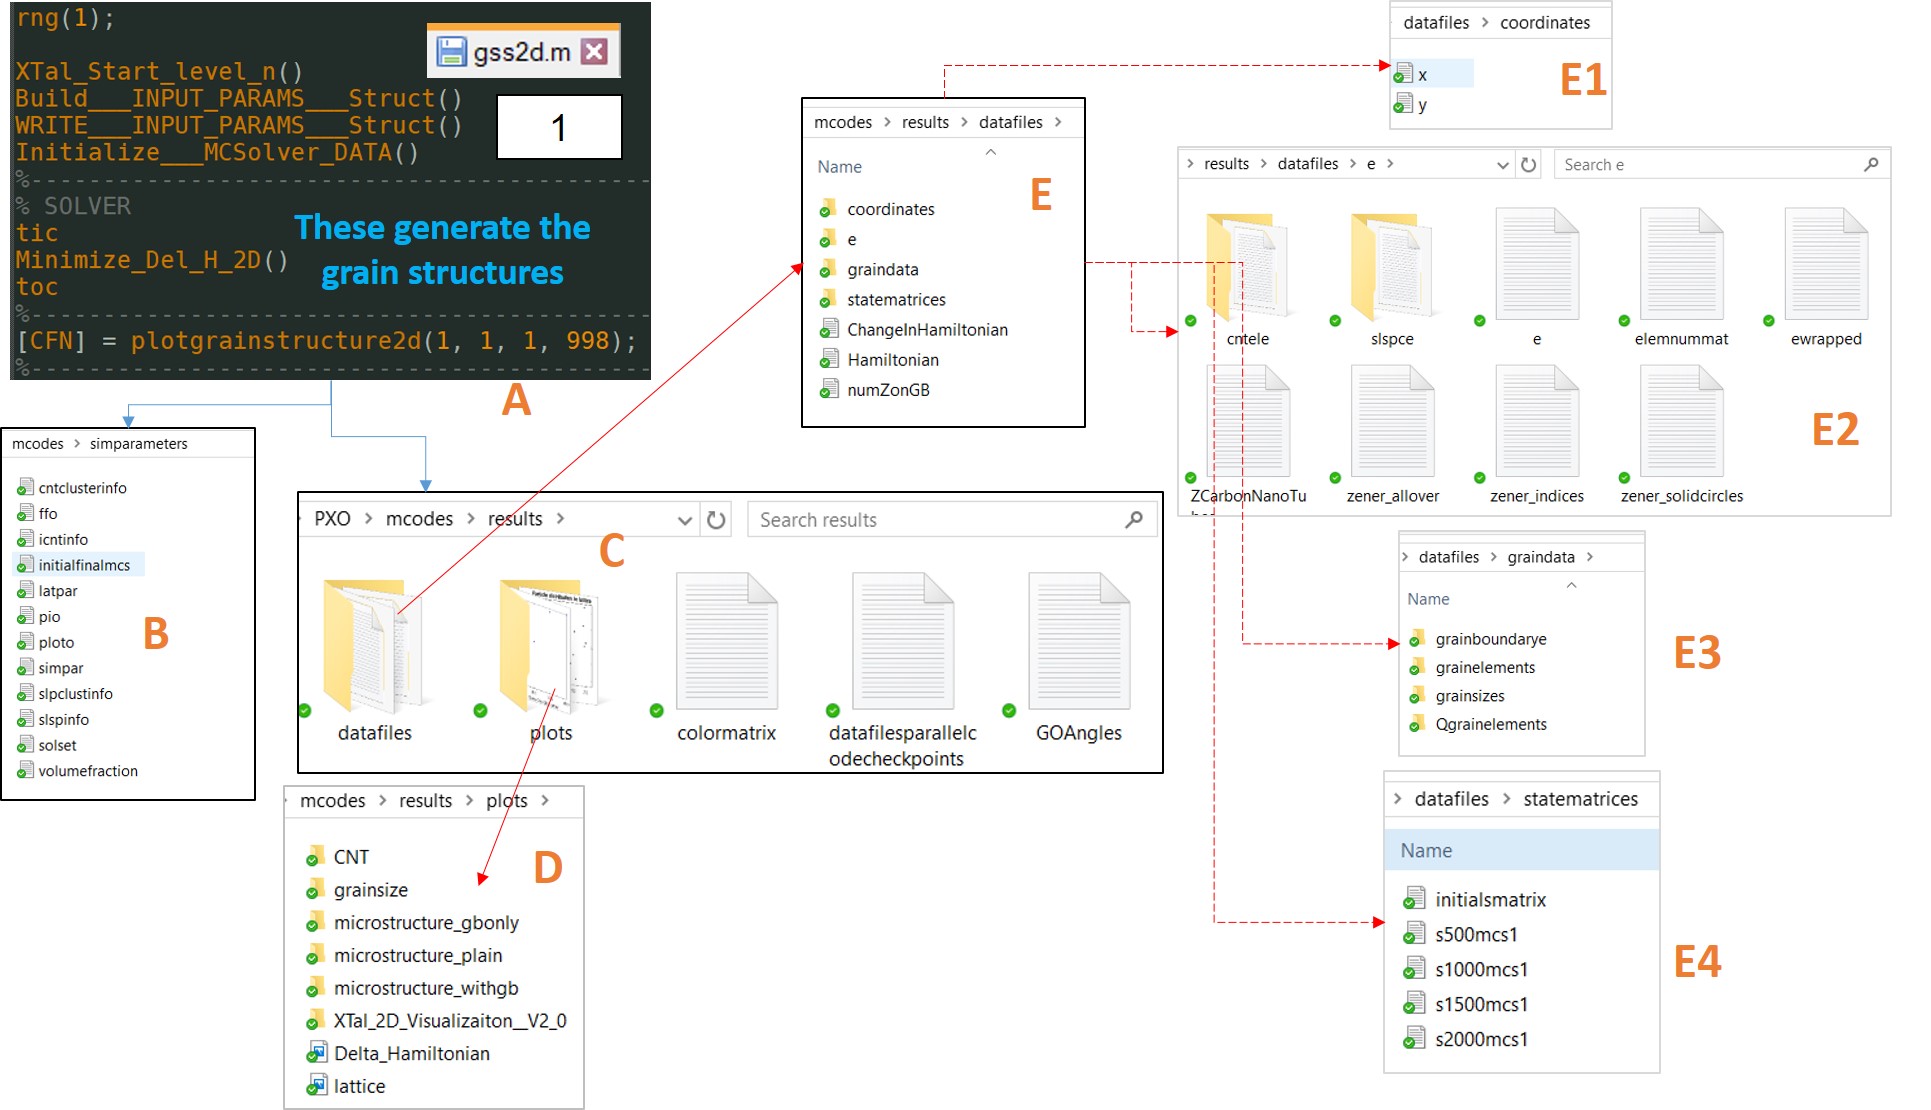 rng(1);
gss2d.m
XTal_Start_level_n()
Build___INPUT_PARAMS___Struct()
WRITE___INPUT_PARAMS___Struct()
Initialize___MCSolver_DATA()
1
%--------------------------------------------
% SOLVER
tic
Minimize_Del_H_2D()
toc
These generate the
grain structures
%--------------------------------------------
[CFN] = plotgrainstructure2d(1, 1, 1, 998);
%--------------------------------------------
A
mcodes > simparameters
cntclusterinfo
ffo
icntinfo
initialfinalmcs
latpar
pio
ploto
simpar
slpclustinfo
slspinfo
solset
volumefraction
B
PXO > mcodes > results >
Search results
C
datafiles
plots
colormatrix
datafilesparallelc
odecheckpoints
GOAngles
mcodes > results > plots >
CNT
grainsize
microstructure_gbonly
microstructure_plain
microstructure_withgb
XTal_2D_Visualizaiton__V2_0
Delta_Hamiltonian
lattice
D
mcodes > results > datafiles >
Name
coordinates
e
graindata
statematrices
ChangeInHamiltonian
Hamiltonian
numZonGB
E
datafiles > coordinates
x
y
E1
> results > datafiles > e >
Search e
cntele
slspce
e
elemnummat
ewrapped
ZCarbonNanoTu
zener_allover
zener_indices
zener_solidcircles
E2
> datafiles > graindata >
Name
grainboundarye
grainelements
grainsizes
Qgrainelements
E3
> datafiles > statematrices
Name
initialsmatrix
s500mcs1
s1000mcs1
s1500mcs1
s2000mcs1
E4